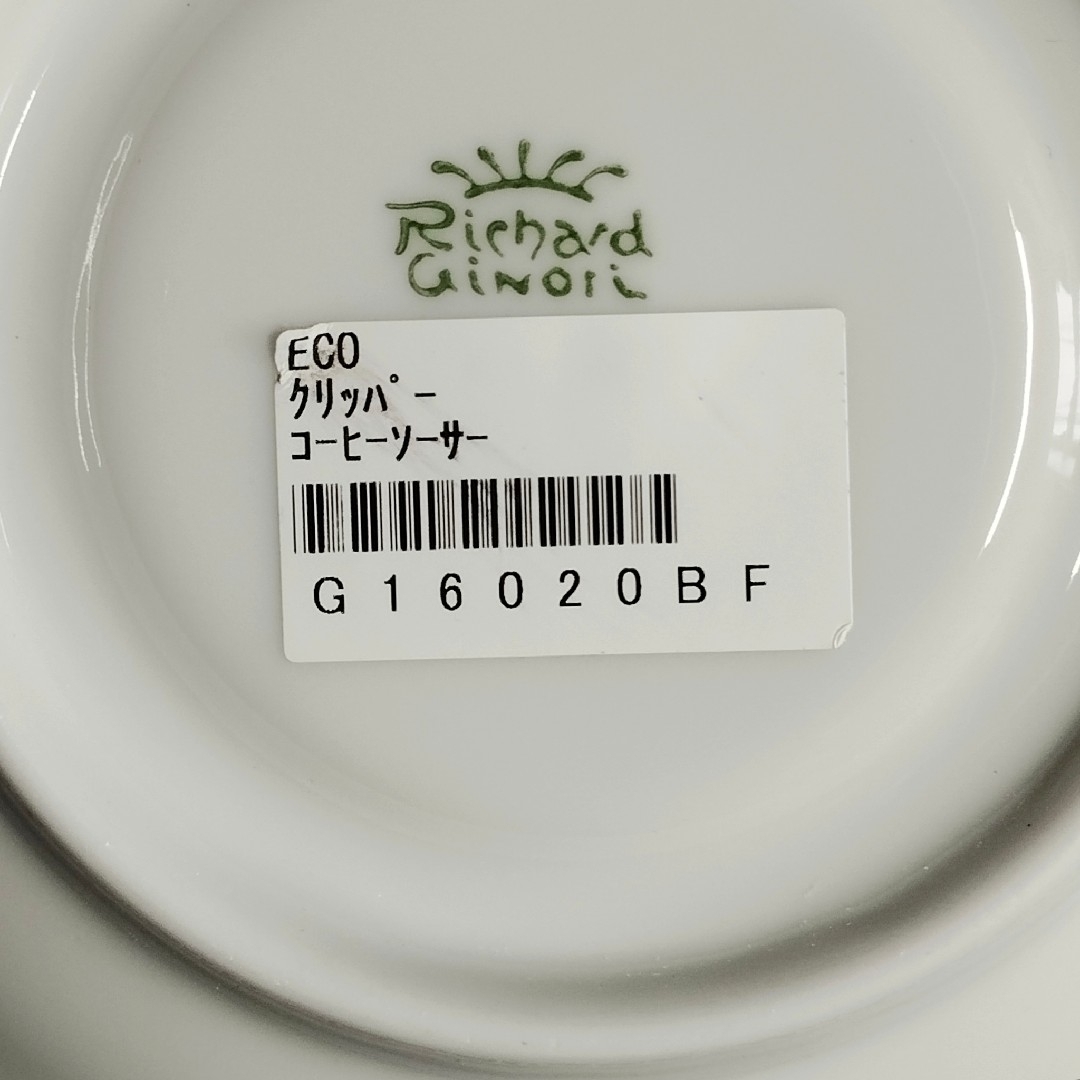 Richard
Ginori
ECO
クリッパー
コーヒーソーサー
G16020BF